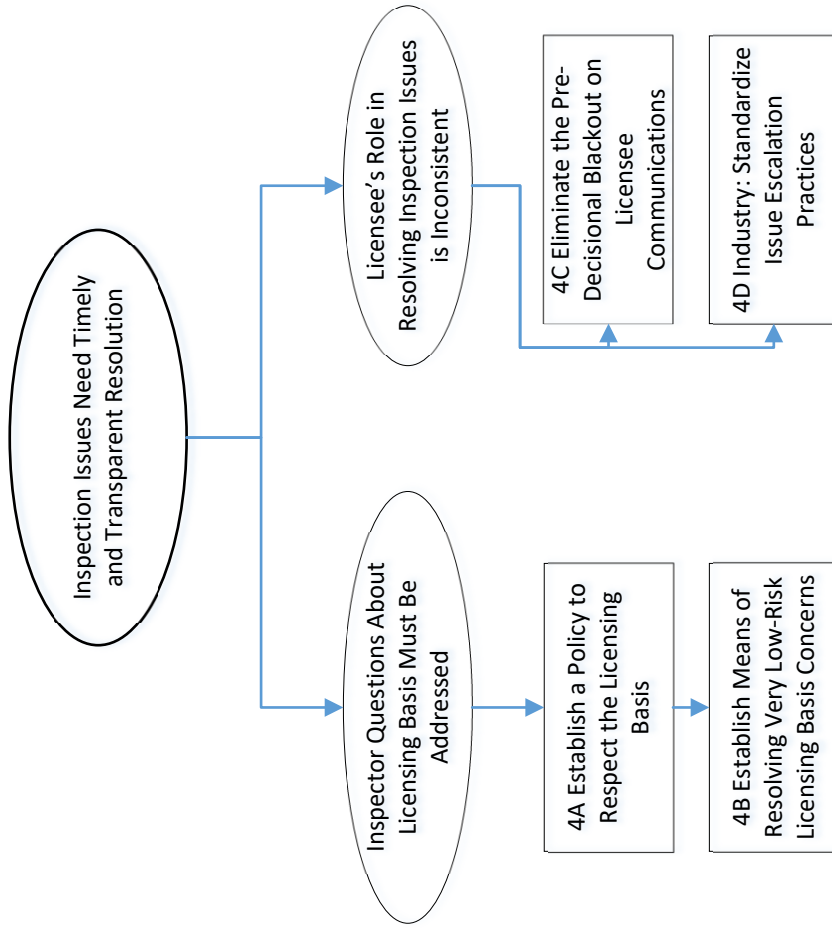 Inspection Issues Need Timely
and Transparent Resolution
Inspector Questions About
Licensing Basis Must Be
Addressed
4A Establish a Policy to
Respect the Licensing
Basis
4B Establish Means of
Resolving Very Low-Risk
Licensing Basis Concerns
Licensee’s Role in
Resolving Inspection Issues
is Inconsistent
4C Eliminate the Pre-
Decisional Blackout on
Licensee
Communications
4D Industry: Standardize
Issue Escalation
Practices